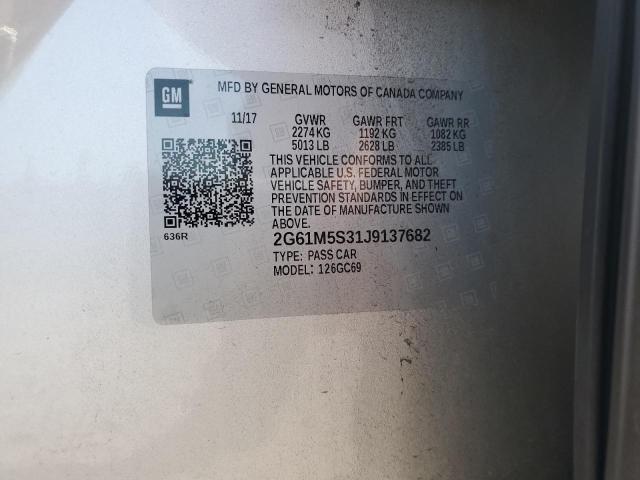 GM
MFD BY GENERAL MOTORS OF CANADA COMPANY
11/17 GVWR GAWR FRT GAWR RR
2274 KG 1192 KG 1082 KG
5013 LB 2628 LB 2385 LB
THIS VEHICLE CONFORMS TO ALL
APPLICABLE U.S. FEDERAL MOTOR
VEHICLE SAFETY, BUMPER, AND THEFT
PREVENTION STANDARDS IN EFFECT ON
THE DATE OF MANUFACTURE SHOWN
ABOVE.
636R
2G61M5S31J9137682
TYPE: PASS CAR
MODEL: 126GC69